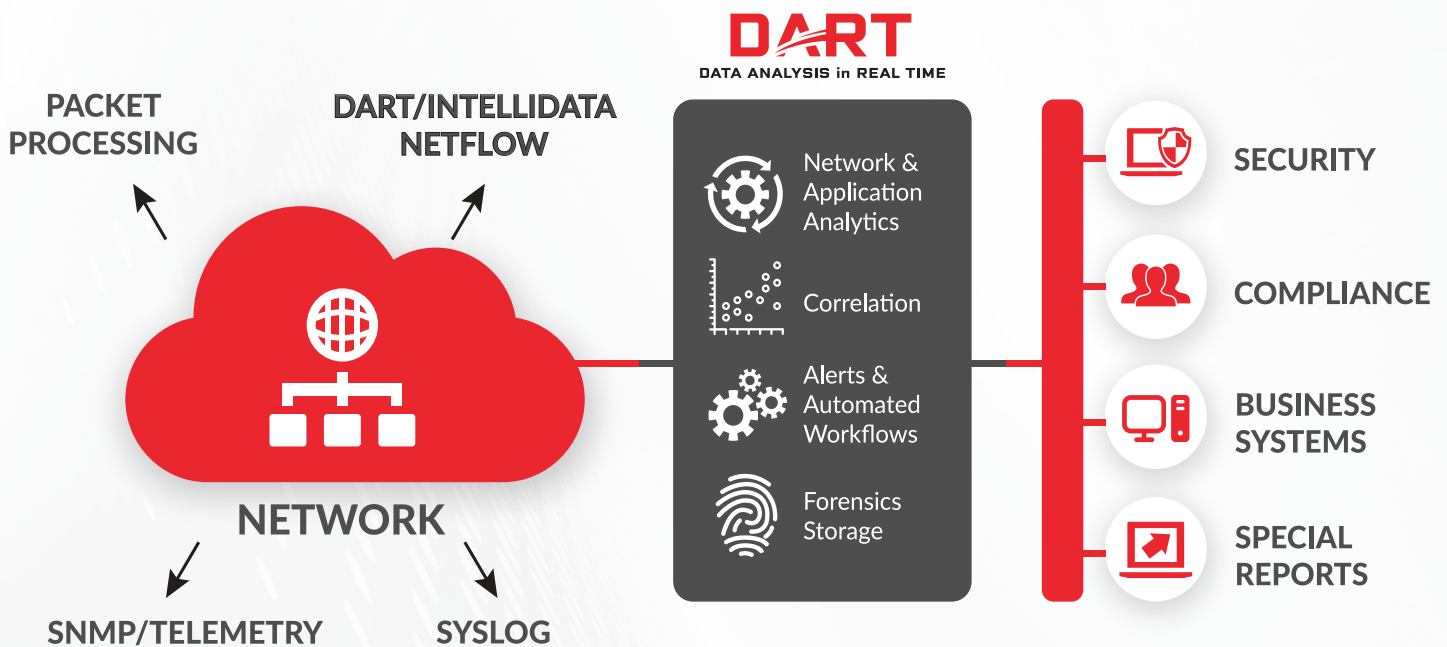 DART
DATA ANALYSIS in REAL TIME
PACKET
PROCESSING
DART/INTELLIDATA
NETFLOW
NETWORK
SNMP/TELEMETRY
SYSLOG
Network &
Application
Analytics
Correlation
Alerts &
Automated
Workflows
Forensics
Storage
SECURITY
COMPLIANCE
BUSINESS
SYSTEMS
SPECIAL
REPORTS